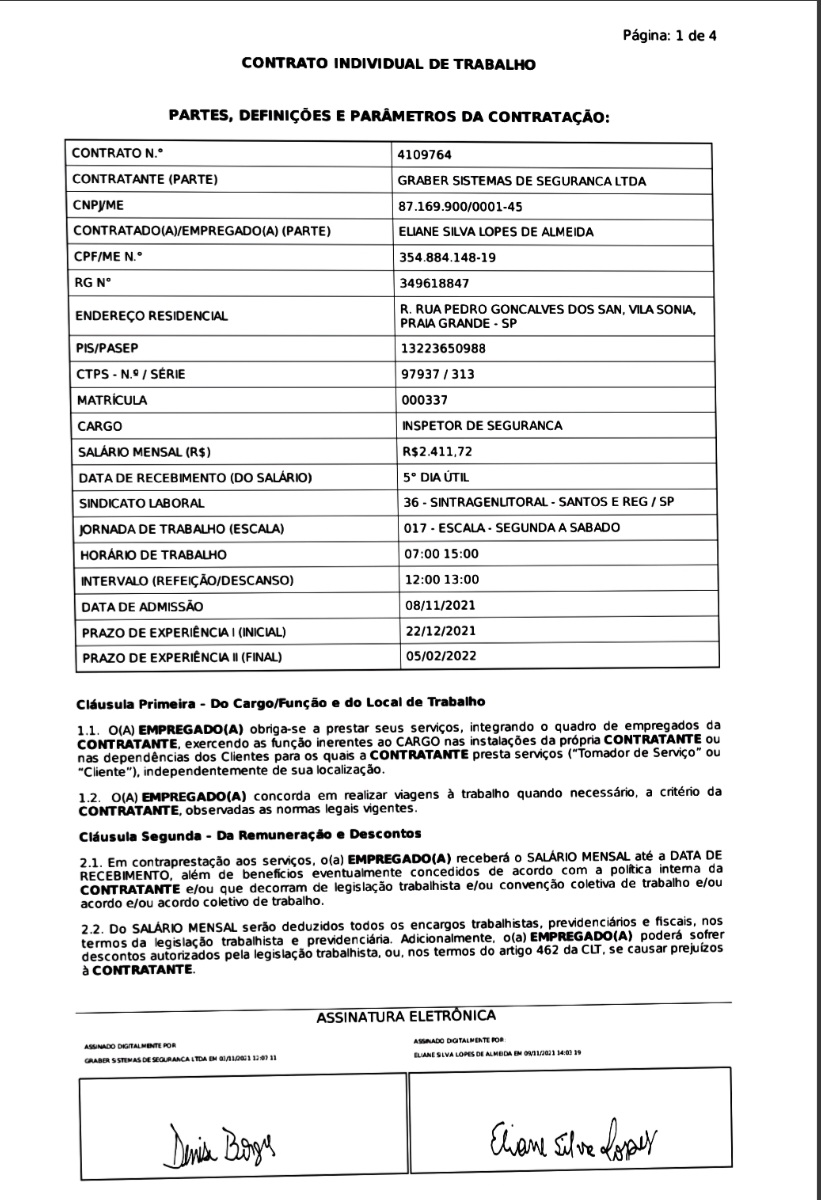 Página: 1 de 4
CONTRATO INDIVIDUAL DE TRABALHO
PARTES, DEFINIÇÕES E PARÂMETROS DA CONTRATAÇÃO:
CONTRATO N.° 4109764
CONTRATANTE (PARTE) GRABER SISTEMAS DE SEGURANCA LTDA
CNPJ/ME 87.169.900/0001-45
CONTRATADO(A)/EMPREGADO(A) (PARTE) ELIANE SILVA LOPES DE ALMEIDA
CPF/ME N.° 354.884.148-19
RG N° 349618847
ENDEREÇO RESIDENCIAL R. RUA PEDRO GONCALVES DOS SAN, VILA SONIA,
PRAIA GRANDE - SP
PIS/PASEP 13223650988
CTPS - N.º / SÉRIE 97937 / 313
MATRÍCULA 000337
CARGO INSPETOR DE SEGURANCA
SALÁRIO MENSAL (R$) R$2.411,72
DATA DE RECEBIMENTO (DO SALÁRIO) 5° DIA ÚTIL
SINDICATO LABORAL 36 - SINTRAGENLITORAL - SANTOS E REG / SP
JORNADA DE TRABALHO (ESCALA) 017 - ESCALA - SEGUNDA A SABADO
HORÁRIO DE TRABALHO 07:00 15:00
INTERVALO (REFEIÇÃO/DESCANSO) 12:00 13:00
DATA DE ADMISSÃO 08/11/2021
PRAZO DE EXPERIÊNCIA I (INICIAL) 22/12/2021
PRAZO DE EXPERIÊNCIA II (FINAL) 05/02/2022
Cláusula Primeira – Do Cargo/Função e do Local de Trabalho
1.1. O(A) EMPREGADO(A) obriga-se a prestar seus serviços, integrando o quadro de empregados da
CONTRATANTE, exercendo as função inerentes ao CARGO nas instalações da própria CONTRATANTE ou
nas dependências dos Clientes para os quais a CONTRATANTE presta serviços (“Tomador de Serviço” ou
“Cliente”), independentemente de sua localização.
1.2. O(A) EMPREGADO(A) concorda em realizar viagens à trabalho quando necessário, a critério da
CONTRATANTE, observadas as normas legais vigentes.
Cláusula Segunda – Da Remuneração e Descontos
2.1. Em contraprestação aos serviços, o(a) EMPREGADO(A) receberá o SALÁRIO MENSAL até a DATA DE
RECEBIMENTO, além de benefícios eventualmente concedidos de acordo com a política interna da
CONTRATANTE e/ou que decorram de legislação trabalhista e/ou convenção coletiva de trabalho e/ou
acordo e/ou acordo coletivo de trabalho.
2.2. Do SALÁRIO MENSAL serão deduzidos todos os encargos trabalhistas, previdenciários e fiscais, nos
termos da legislação trabalhista e previdenciária. Adicionalmente, o(a) EMPREGADO(A) poderá sofrer
descontos autorizados pela legislação trabalhista, ou, nos termos do artigo 462 da CLT, se causar prejuízos
à CONTRATANTE.
ASSINATURA ELETRÔNICA
ASSINADO DIGITALMENTE POR
GRABER SISTEMAS DE SEGURANCA LTDA EM
ASSINADO DIGITALMENTE POR:
ELIANE SILVA LOPES DE ALMEIDA EM 09/11/2021 14:03 19
Denise Borges
Eliane Silva Lopes